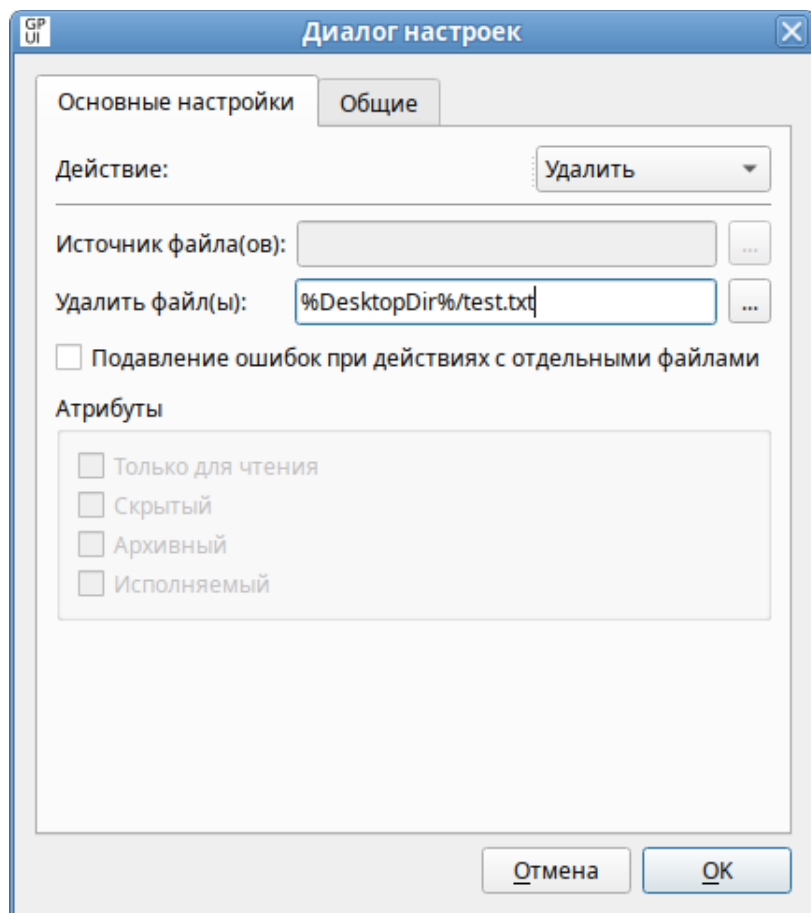 GP
UI
Диалог настроек
Основные настройки
Общие
Действие:
Удалить
Источник файла(ов):
...
Удалить файл(ы):
%DesktopDir%/test.txt
...
Подавление ошибок при действиях с отдельными файлами
Атрибуты
Только для чтения
Скрытый
Архивный
Исполняемый
Отмена
OK